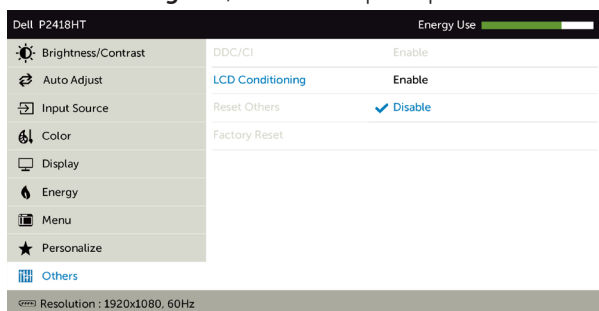 Dell P2418HT Energy Use
Brightness/Contrast DDC/CI Enable
Auto Adjust LCD Conditioning Enable
Input Source Reset Others Disable
Color Factory Reset
Display
Energy
Menu
Personalize
Others
Resolution : 1920x1080, 60Hz